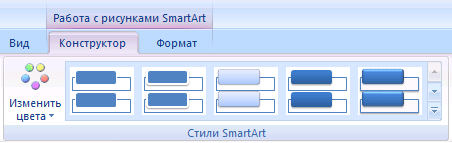 Работа с рисунками SmartArt
Вид Конструктор Формат
Изменить
цвета
Стили SmartArt